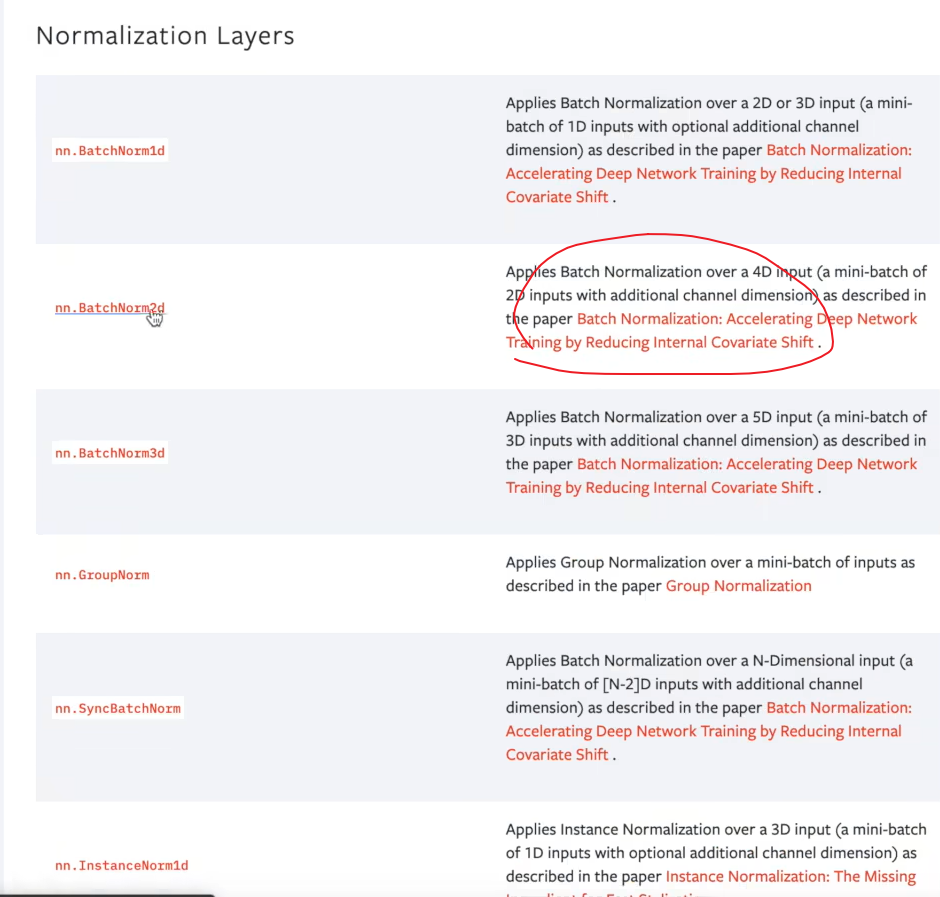 Normalization Layers
nn.BatchNorm1d
Applies Batch Normalization over a 2D or 3D input (a mini-
batch of 1D inputs with optional additional channel
dimension) as described in the paper Batch Normalization:
Accelerating Deep Network Training by Reducing Internal
Covariate Shift .
nn.BatchNorm2d
Applies Batch Normalization over a 4D input (a mini-batch of
2D inputs with additional channel dimension) as described in
the paper Batch Normalization: Accelerating Deep Network
Training by Reducing Internal Covariate Shift .
nn.BatchNorm3d
Applies Batch Normalization over a 5D input (a mini-batch of
3D inputs with additional channel dimension) as described in
the paper Batch Normalization: Accelerating Deep Network
Training by Reducing Internal Covariate Shift .
nn.GroupNorm
Applies Group Normalization over a mini-batch of inputs as
described in the paper Group Normalization
nn.SyncBatchNorm
Applies Batch Normalization over a N-Dimensional input (a
mini-batch of [N-2]D inputs with additional channel
dimension) as described in the paper Batch Normalization:
Accelerating Deep Network Training by Reducing Internal
Covariate Shift .
nn.InstanceNorm1d
Applies Instance Normalization over a 3D input (a mini-batch
of 1D inputs with optional additional channel dimension) as
described in the paper Instance Normalization: The Missing